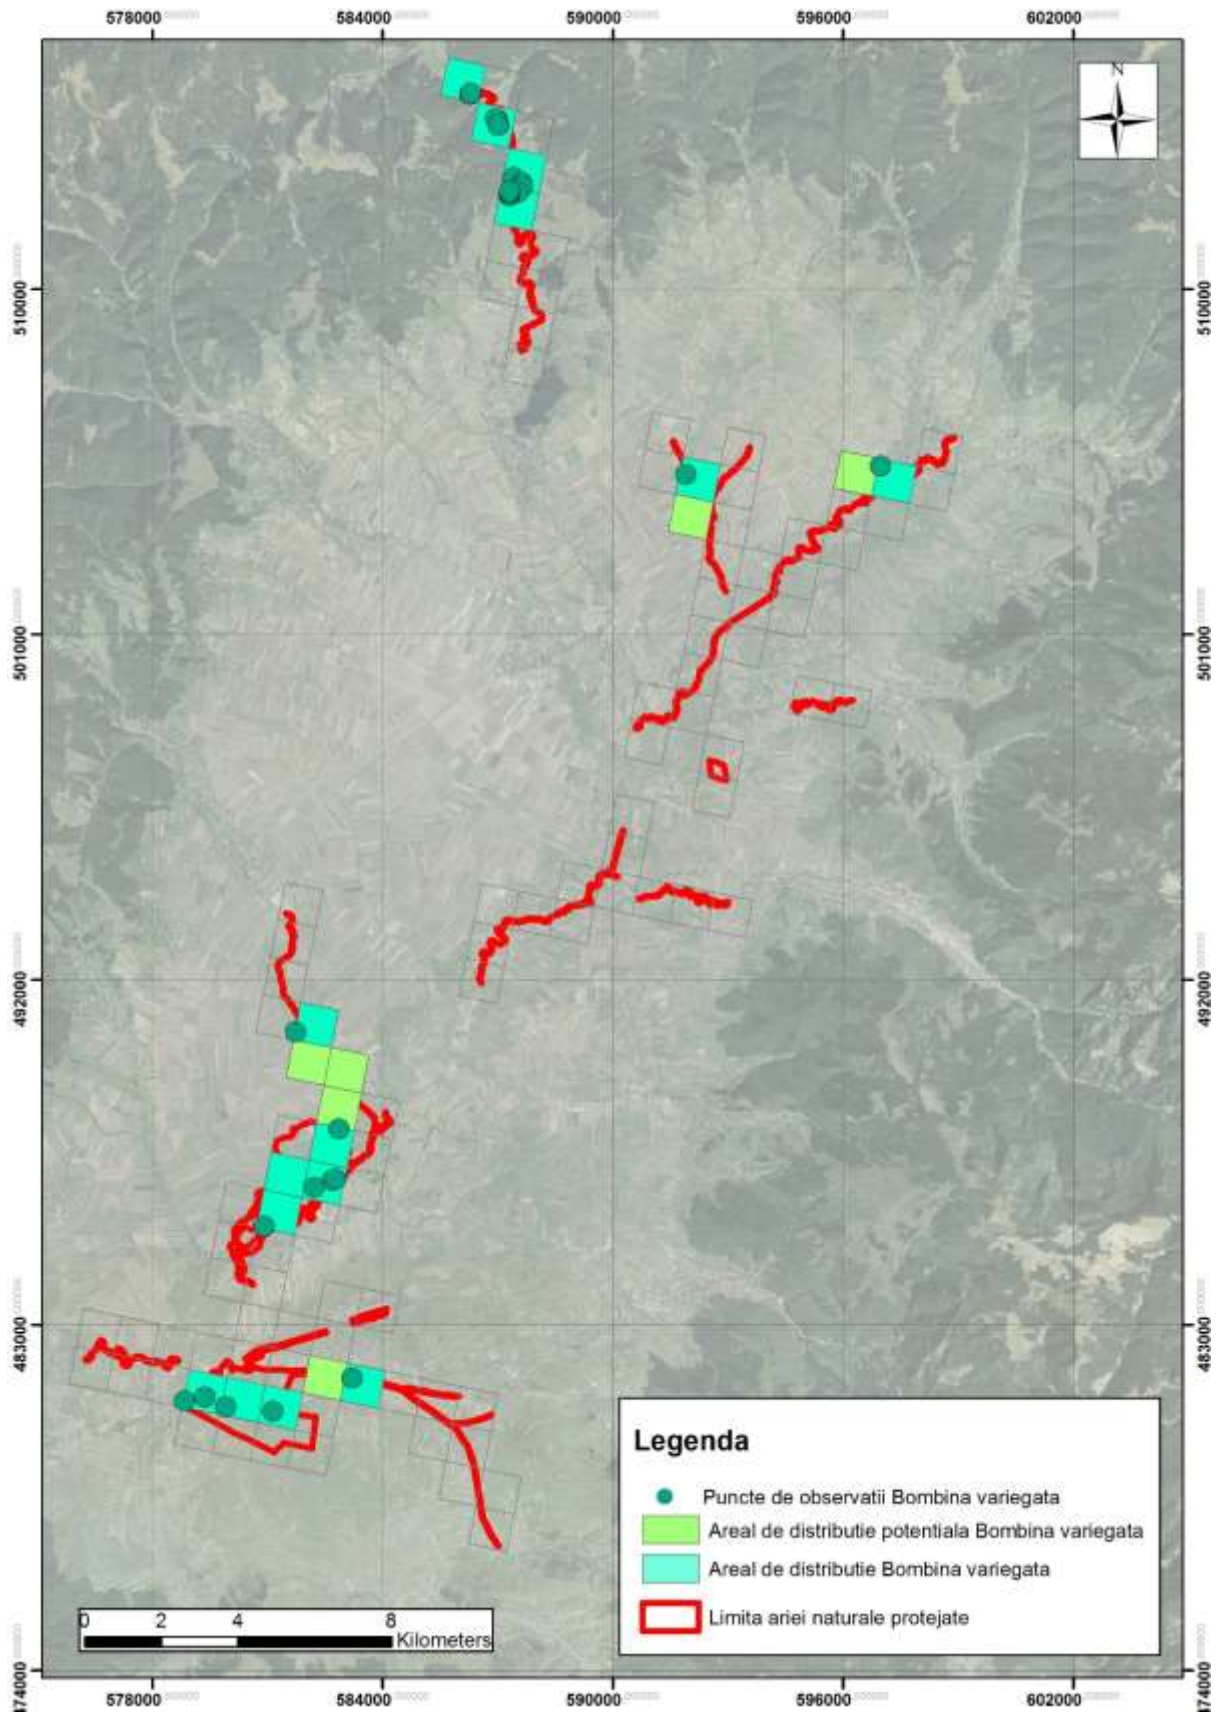 578000 584000 590000 596000 602000
N
510000 510000
501000 501000
492000 492000
483000 483000
474000 474000
Legenda
Puncte de observatii Bombina variegata
Areal de distributie potentiala Bombina variegata
Areal de distributie Bombina variegata
Limita ariei naturale protejate
0 2 4 8
Kilometers
578000 584000 590000 596000 602000